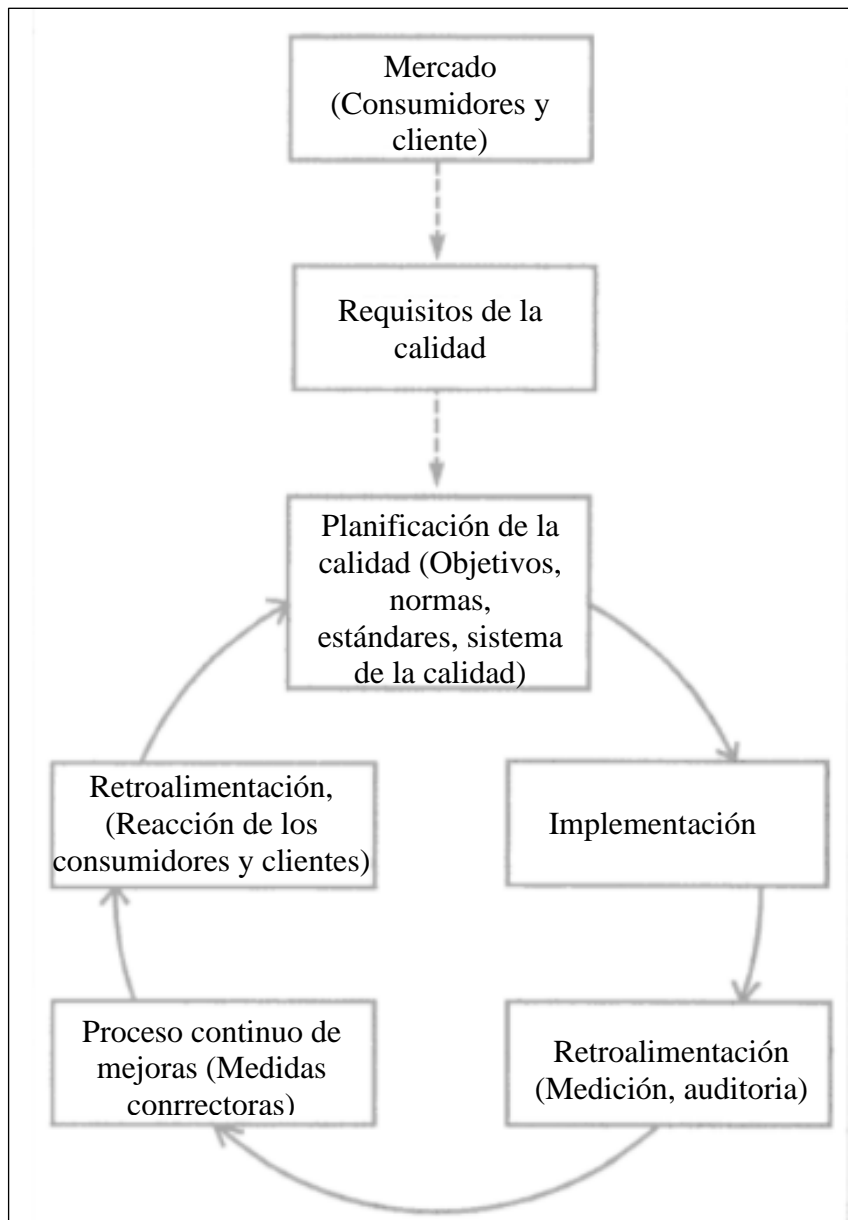 Mercado
(Consumidores y
cliente)
Requisitos de la
calidad
Planificación de la
calidad (Objetivos,
normas,
estándares, sistema
de la calidad)
Retroalimentación,
(Reacción de los
consumidores y clientes)
Implementación
Proceso continuo de
mejoras (Medidas
conrrectoras)
Retroalimentación
(Medición, auditoria)